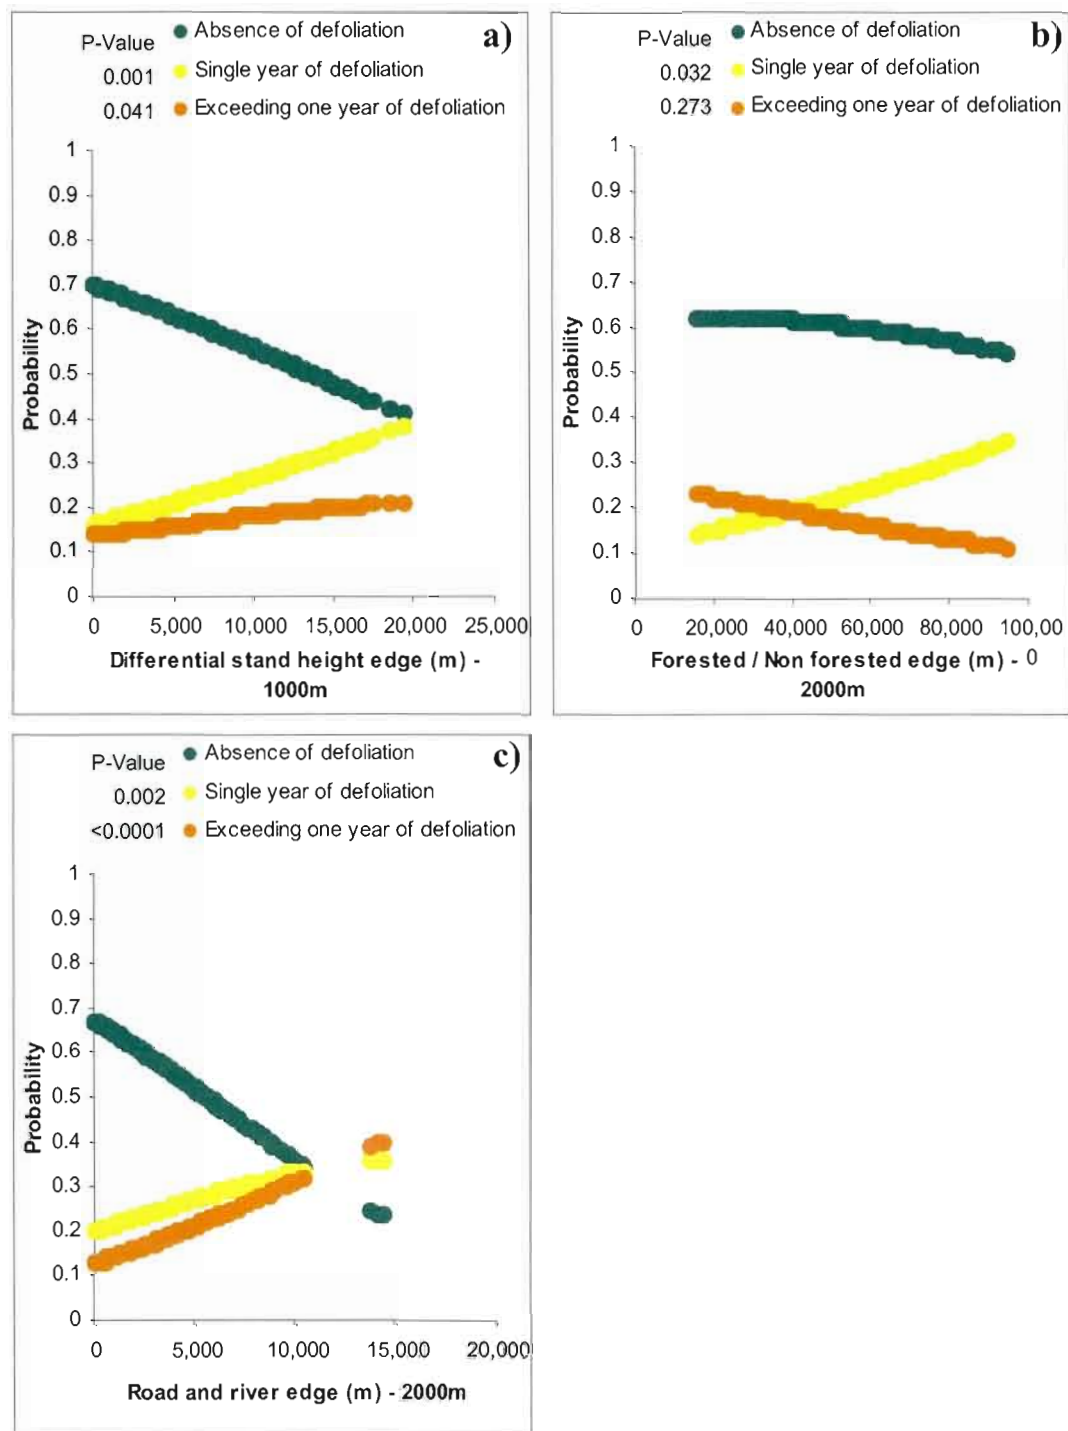 P-Value Absence of defoliation a)
0.001 Single year of defoliation
0.041 Exceeding one year of defoliation
1
0.9
0.8
0.7
0.6
0.5
0.4
0.3
0.2
0.1
0
Probability
0 5,000 10,000 15,000 20,000 25,000
Differential stand height edge (m) -
1000m
P-Value Absence of defoliation b)
0.032 Single year of defoliation
0.273 Exceeding one year of defoliation
1
0.9
0.8
0.7
0.6
0.5
0.4
0.3
0.2
0.1
0
Probability
0 20,000 40,000 60,000 80,000 100,00
Forested / Non forested edge (m) - 0
2000m
P-Value Absence of defoliation c)
0.002 Single year of defoliation
<0.0001 Exceeding one year of defoliation
1
0.9
0.8
0.7
0.6
0.5
0.4
0.3
0.2
0.1
0
Probability
0 5,000 10,000 15,000 20,000
Road and river edge (m) - 2000m